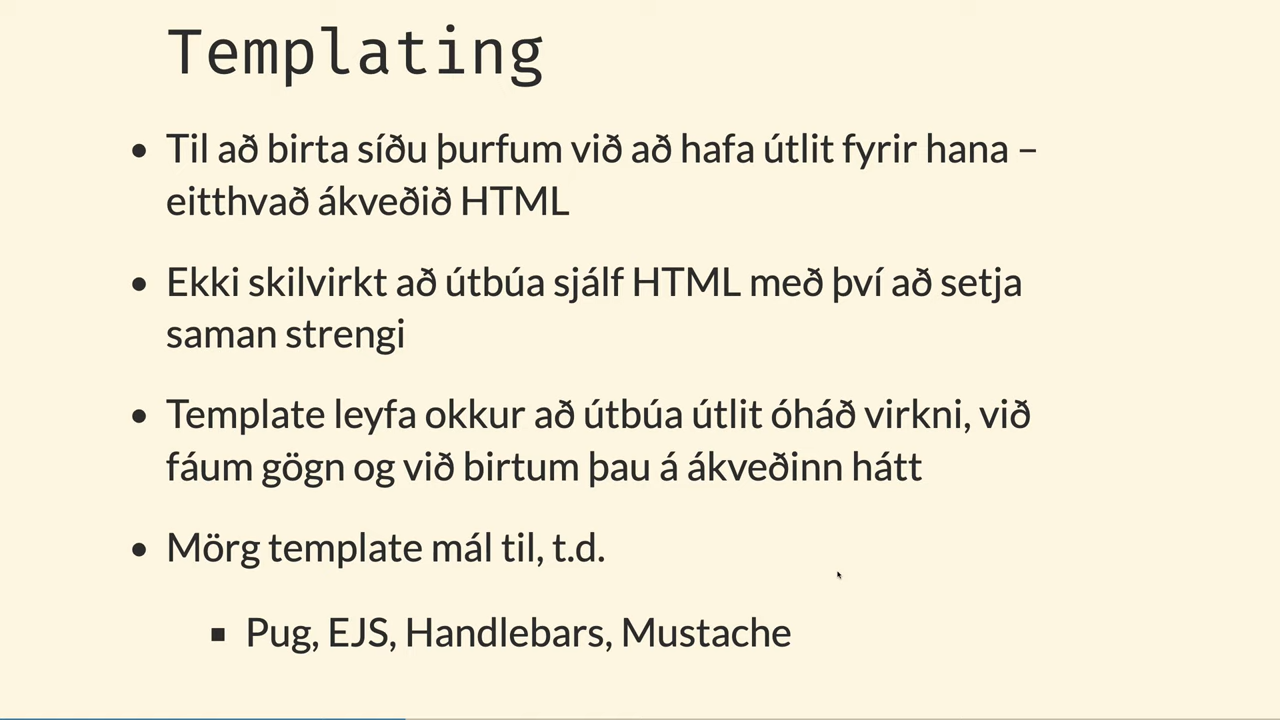 Templating
• Til að birta síðu þurfum við að hafa útlit fyrir hana –
eitthvað ákveðið HTML
• Ekki skilvirkt að útbúa sjálf HTML með því að setja
saman strengi
• Template leyfa okkur að útbúa útlit óháð virkni, við
fáum gögn og við birtum þau á ákveðinn hátt
• Mörg template mál til, t.d.
▪ Pug, EJS, Handlebars, Mustache